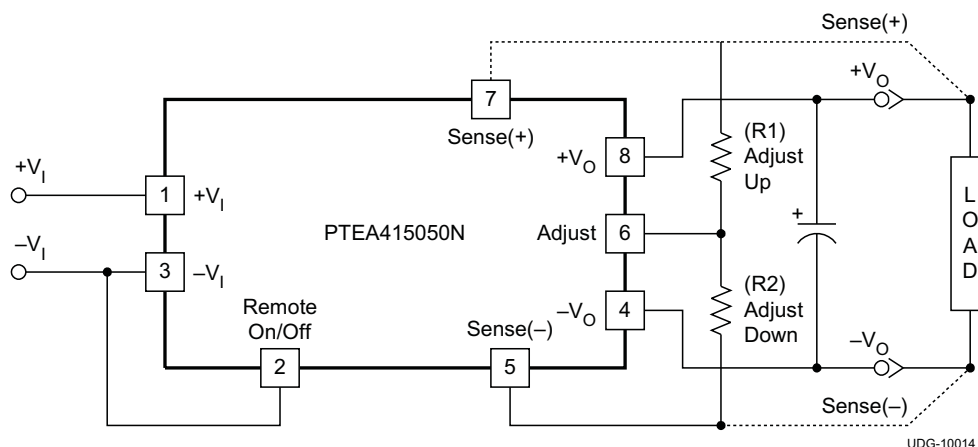 Sense(+)
+VO
7
Sense(+)
(R1)
Adjust
Up
+VO
8
+VI
1
+VI
+
L
O
A
D
PTEA415050N
Adjust
6
–VI
3
–VI
(R2)
Adjust
Down
Remote
On/Off
–VO
4
Sense(–)
–VO
2
5
Sense(–)
UDG-10014